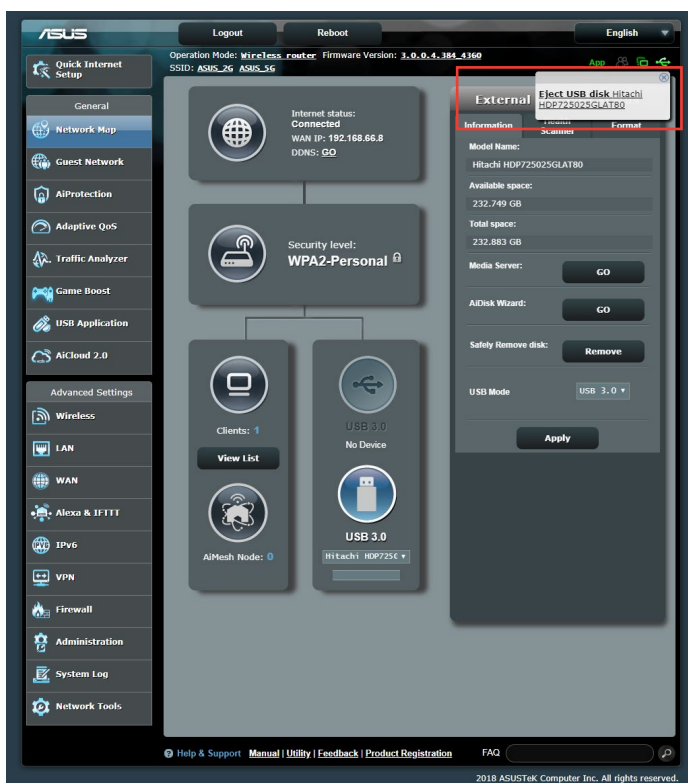 ASUS
Logout
Reboot
English
Quick Internet
Setup
Operation Mode: Wireless router Firmware Version: 3.0.0.4.384_4360
SSID: ASUS_2G ASUS_5G
App
General
Network Map
Guest Network
AiProtection
Adaptive QoS
Traffic Analyzer
Game Boost
USB Application
AiCloud 2.0
Advanced Settings
Wireless
LAN
WAN
Alexa & IFTTT
IPv6
VPN
Firewall
Administration
System Log
Network Tools
Internet status:
Connected
WAN IP: 192.168.66.8
DDNS: GO
Security level:
WPA2-Personal
Clients: 1
View List
AiMesh Node: 0
USB 3.0
No Device
USB 3.0
Hitachi HDP725
Eject USB disk Hitachi
HDP725025GLAT80
External
Information
Health
Scanner
Format
Model Name:
Hitachi HDP725025GLAT80
Available space:
232.749 GB
Total space:
232.883 GB
Media Server:
GO
AiDisk Wizard:
GO
Safely Remove disk:
Remove
USB Mode
USB 3.0
Apply
Help & Support Manual | Utility | Feedback | Product Registration
FAQ
2018 ASUSTeK Computer Inc. All rights reserved.